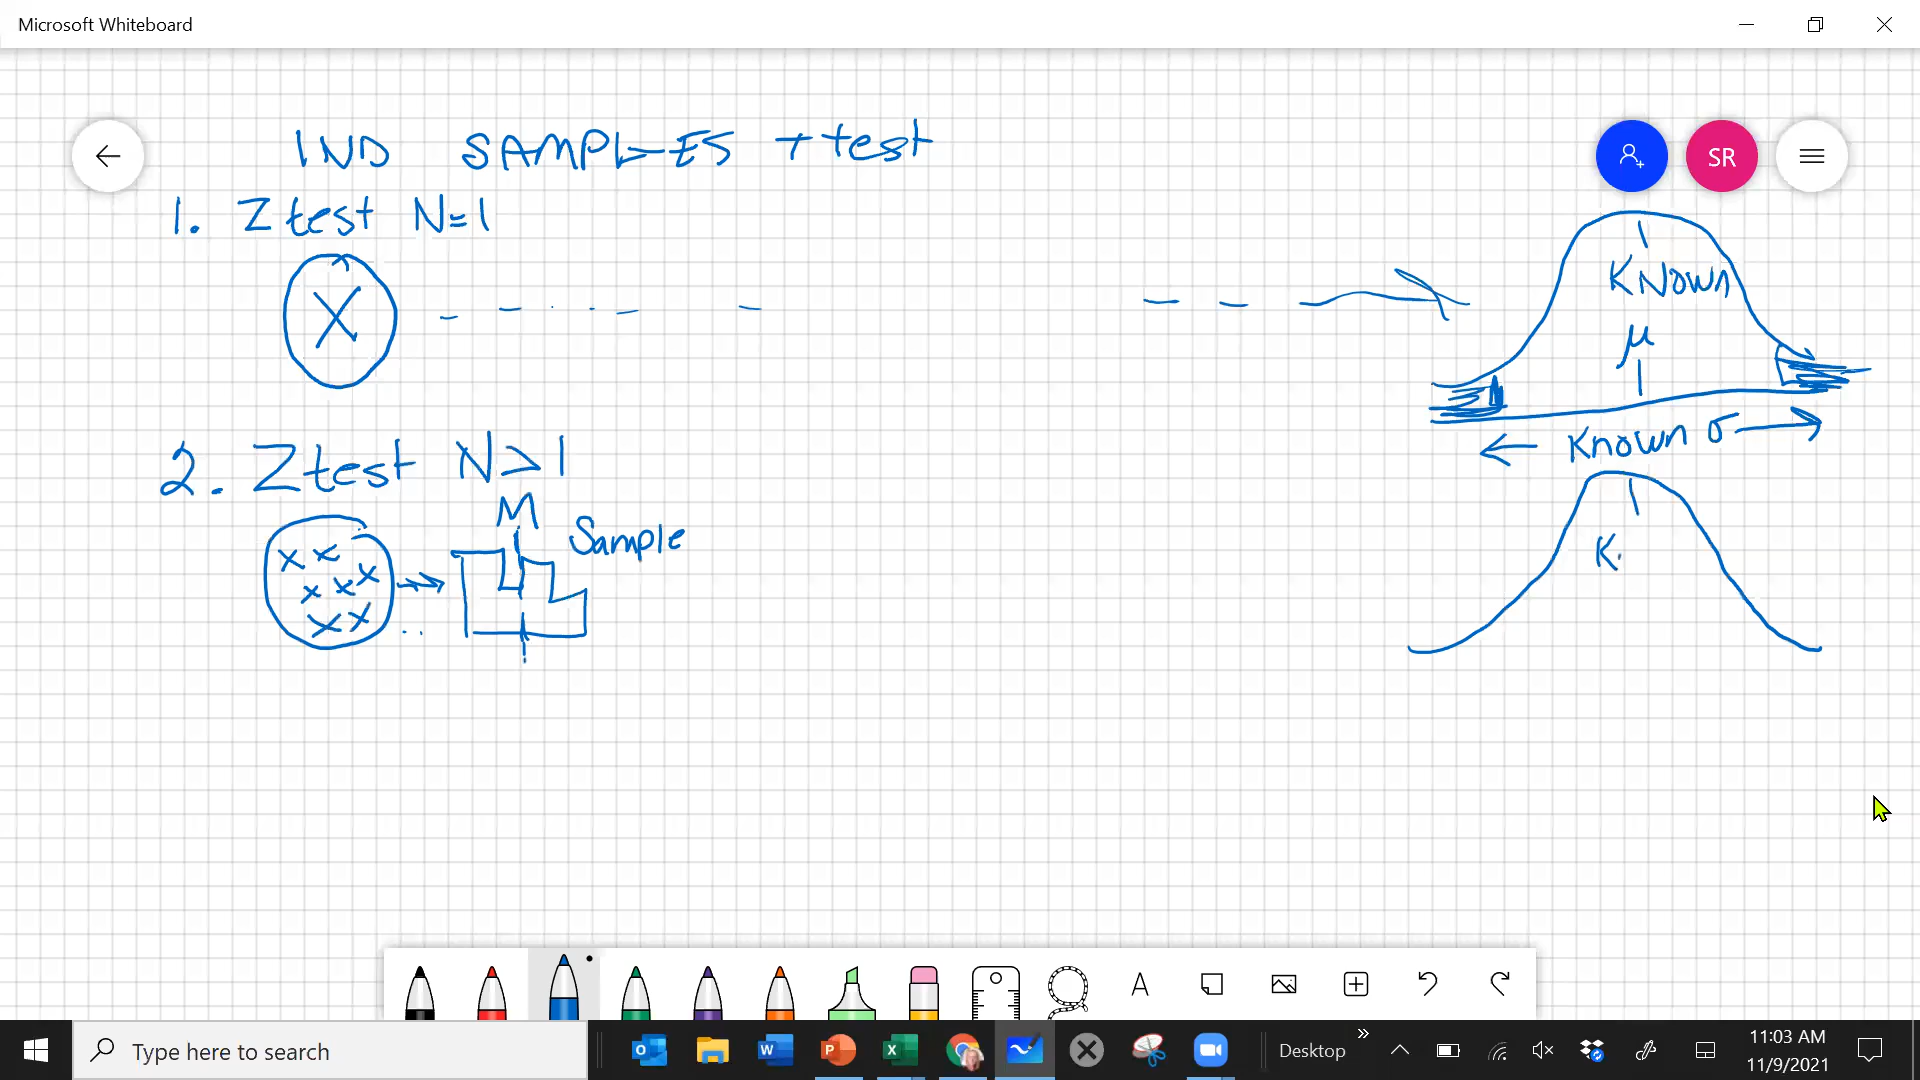 Microsoft Whiteboard
IND SAMPLES t test
SR
1. Z test N=1
X
KNOWN
μ
Known σ
2. Z test N>1
M
Sample
x x
x x x
x x
K
A
Type here to search
Desktop
11:03 AM
11/9/2021